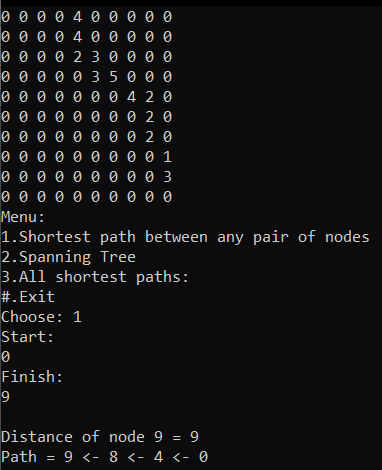 0 0 0 0 4 0 0 0 0 0
0 0 0 0 4 0 0 0 0 0
0 0 0 0 2 3 0 0 0 0
0 0 0 0 0 3 5 0 0 0
0 0 0 0 0 0 0 4 2 0
0 0 0 0 0 0 0 0 2 0
0 0 0 0 0 0 0 0 2 0
0 0 0 0 0 0 0 0 0 1
0 0 0 0 0 0 0 0 0 3
0 0 0 0 0 0 0 0 0 0
Menu:
1.Shortest path between any pair of nodes
2.Spanning Tree
3.All shortest paths:
#.Exit
Choose: 1
Start:
0
Finish:
9
Distance of node 9 = 9
Path = 9 <- 8 <- 4 <- 0